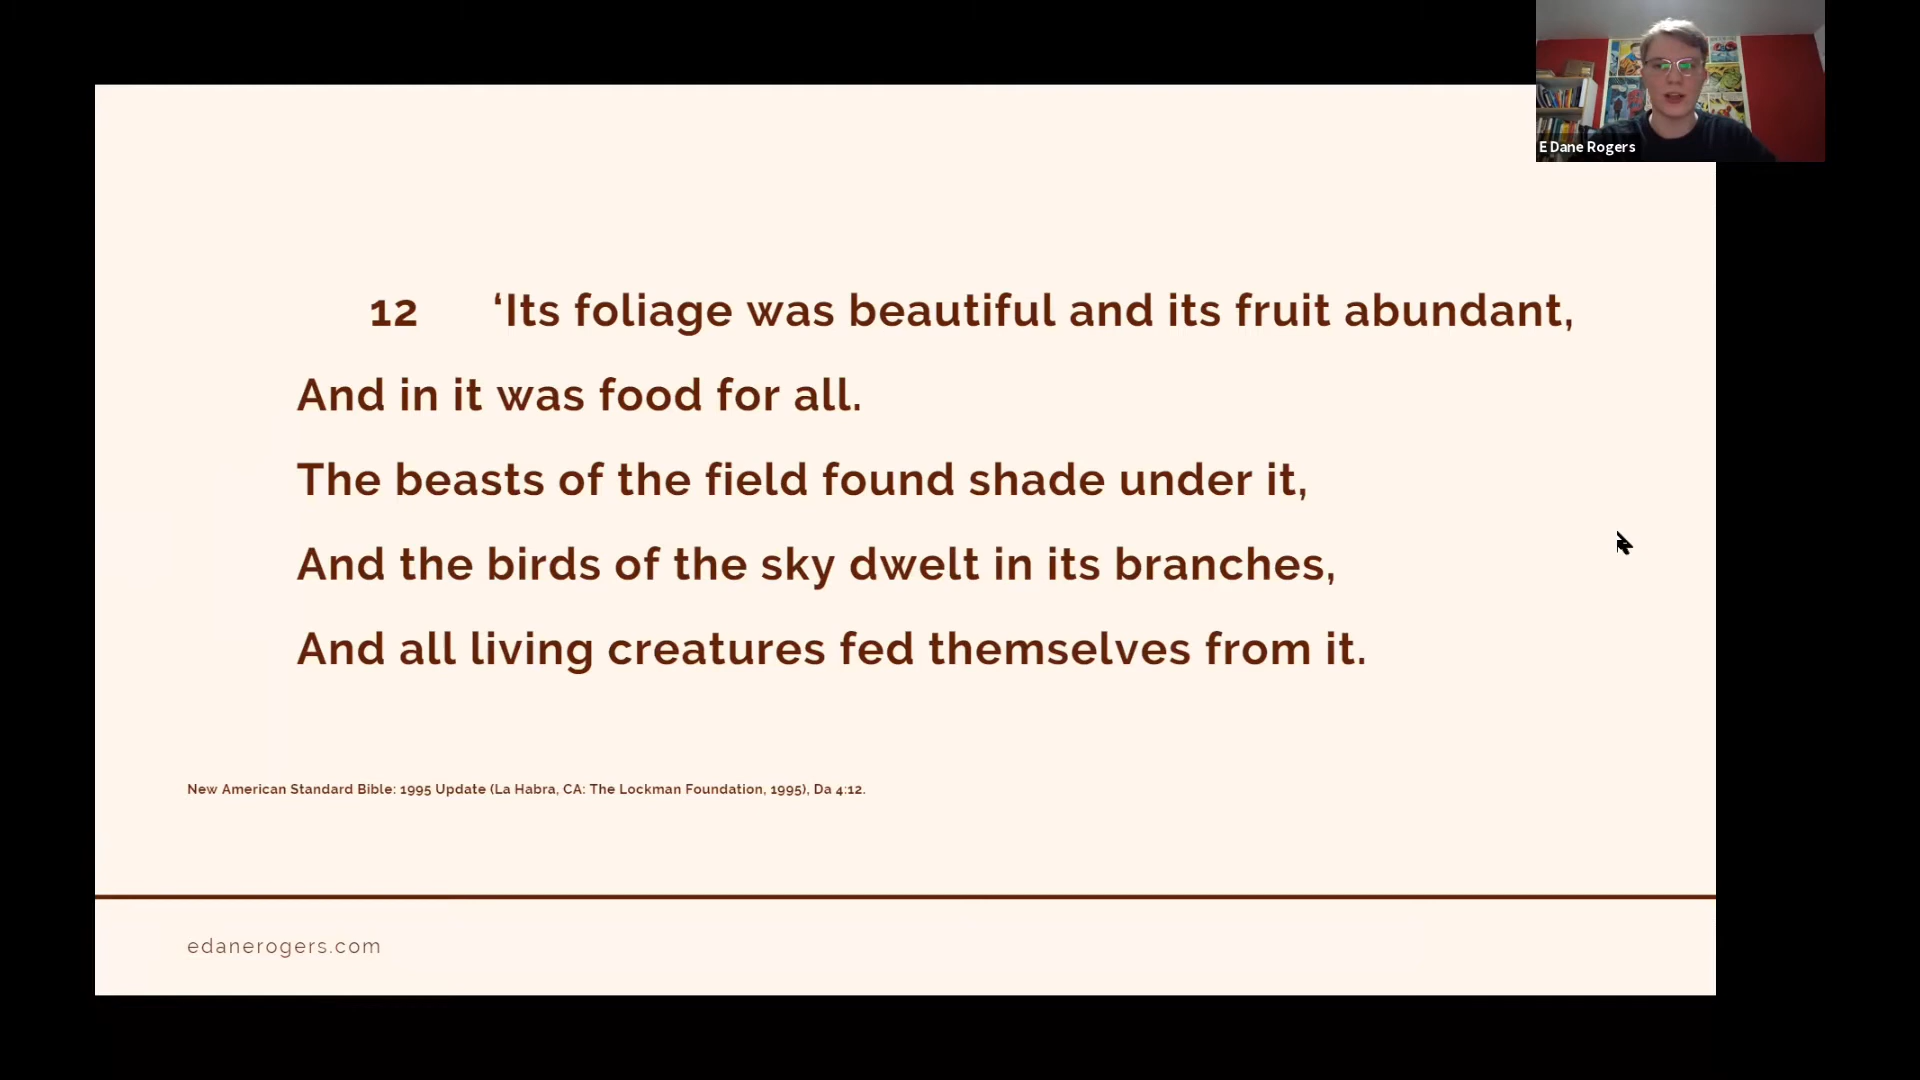 E Dane Rogers
12 ‘Its foliage was beautiful and its fruit abundant,
And in it was food for all.
The beasts of the field found shade under it,
And the birds of the sky dwelt in its branches,
And all living creatures fed themselves from it.
New American Standard Bible: 1995 Update (La Habra, CA: The Lockman Foundation, 1995), Da 4:12.
edanerogers.com